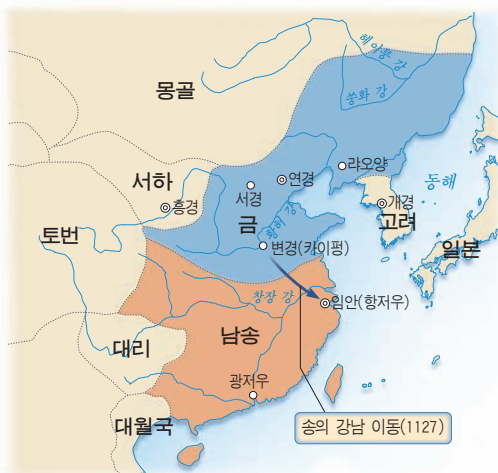 헤이룽 강
쑹화 강
몽골
라오양
연경
서경
서하
흥경
동해
개경
고려
금
황허 강
토번
변경(카이펑)
일본
창장 강
임안(항저우)
남송
대리
광저우
대월국
송의 강남 이동(1127)